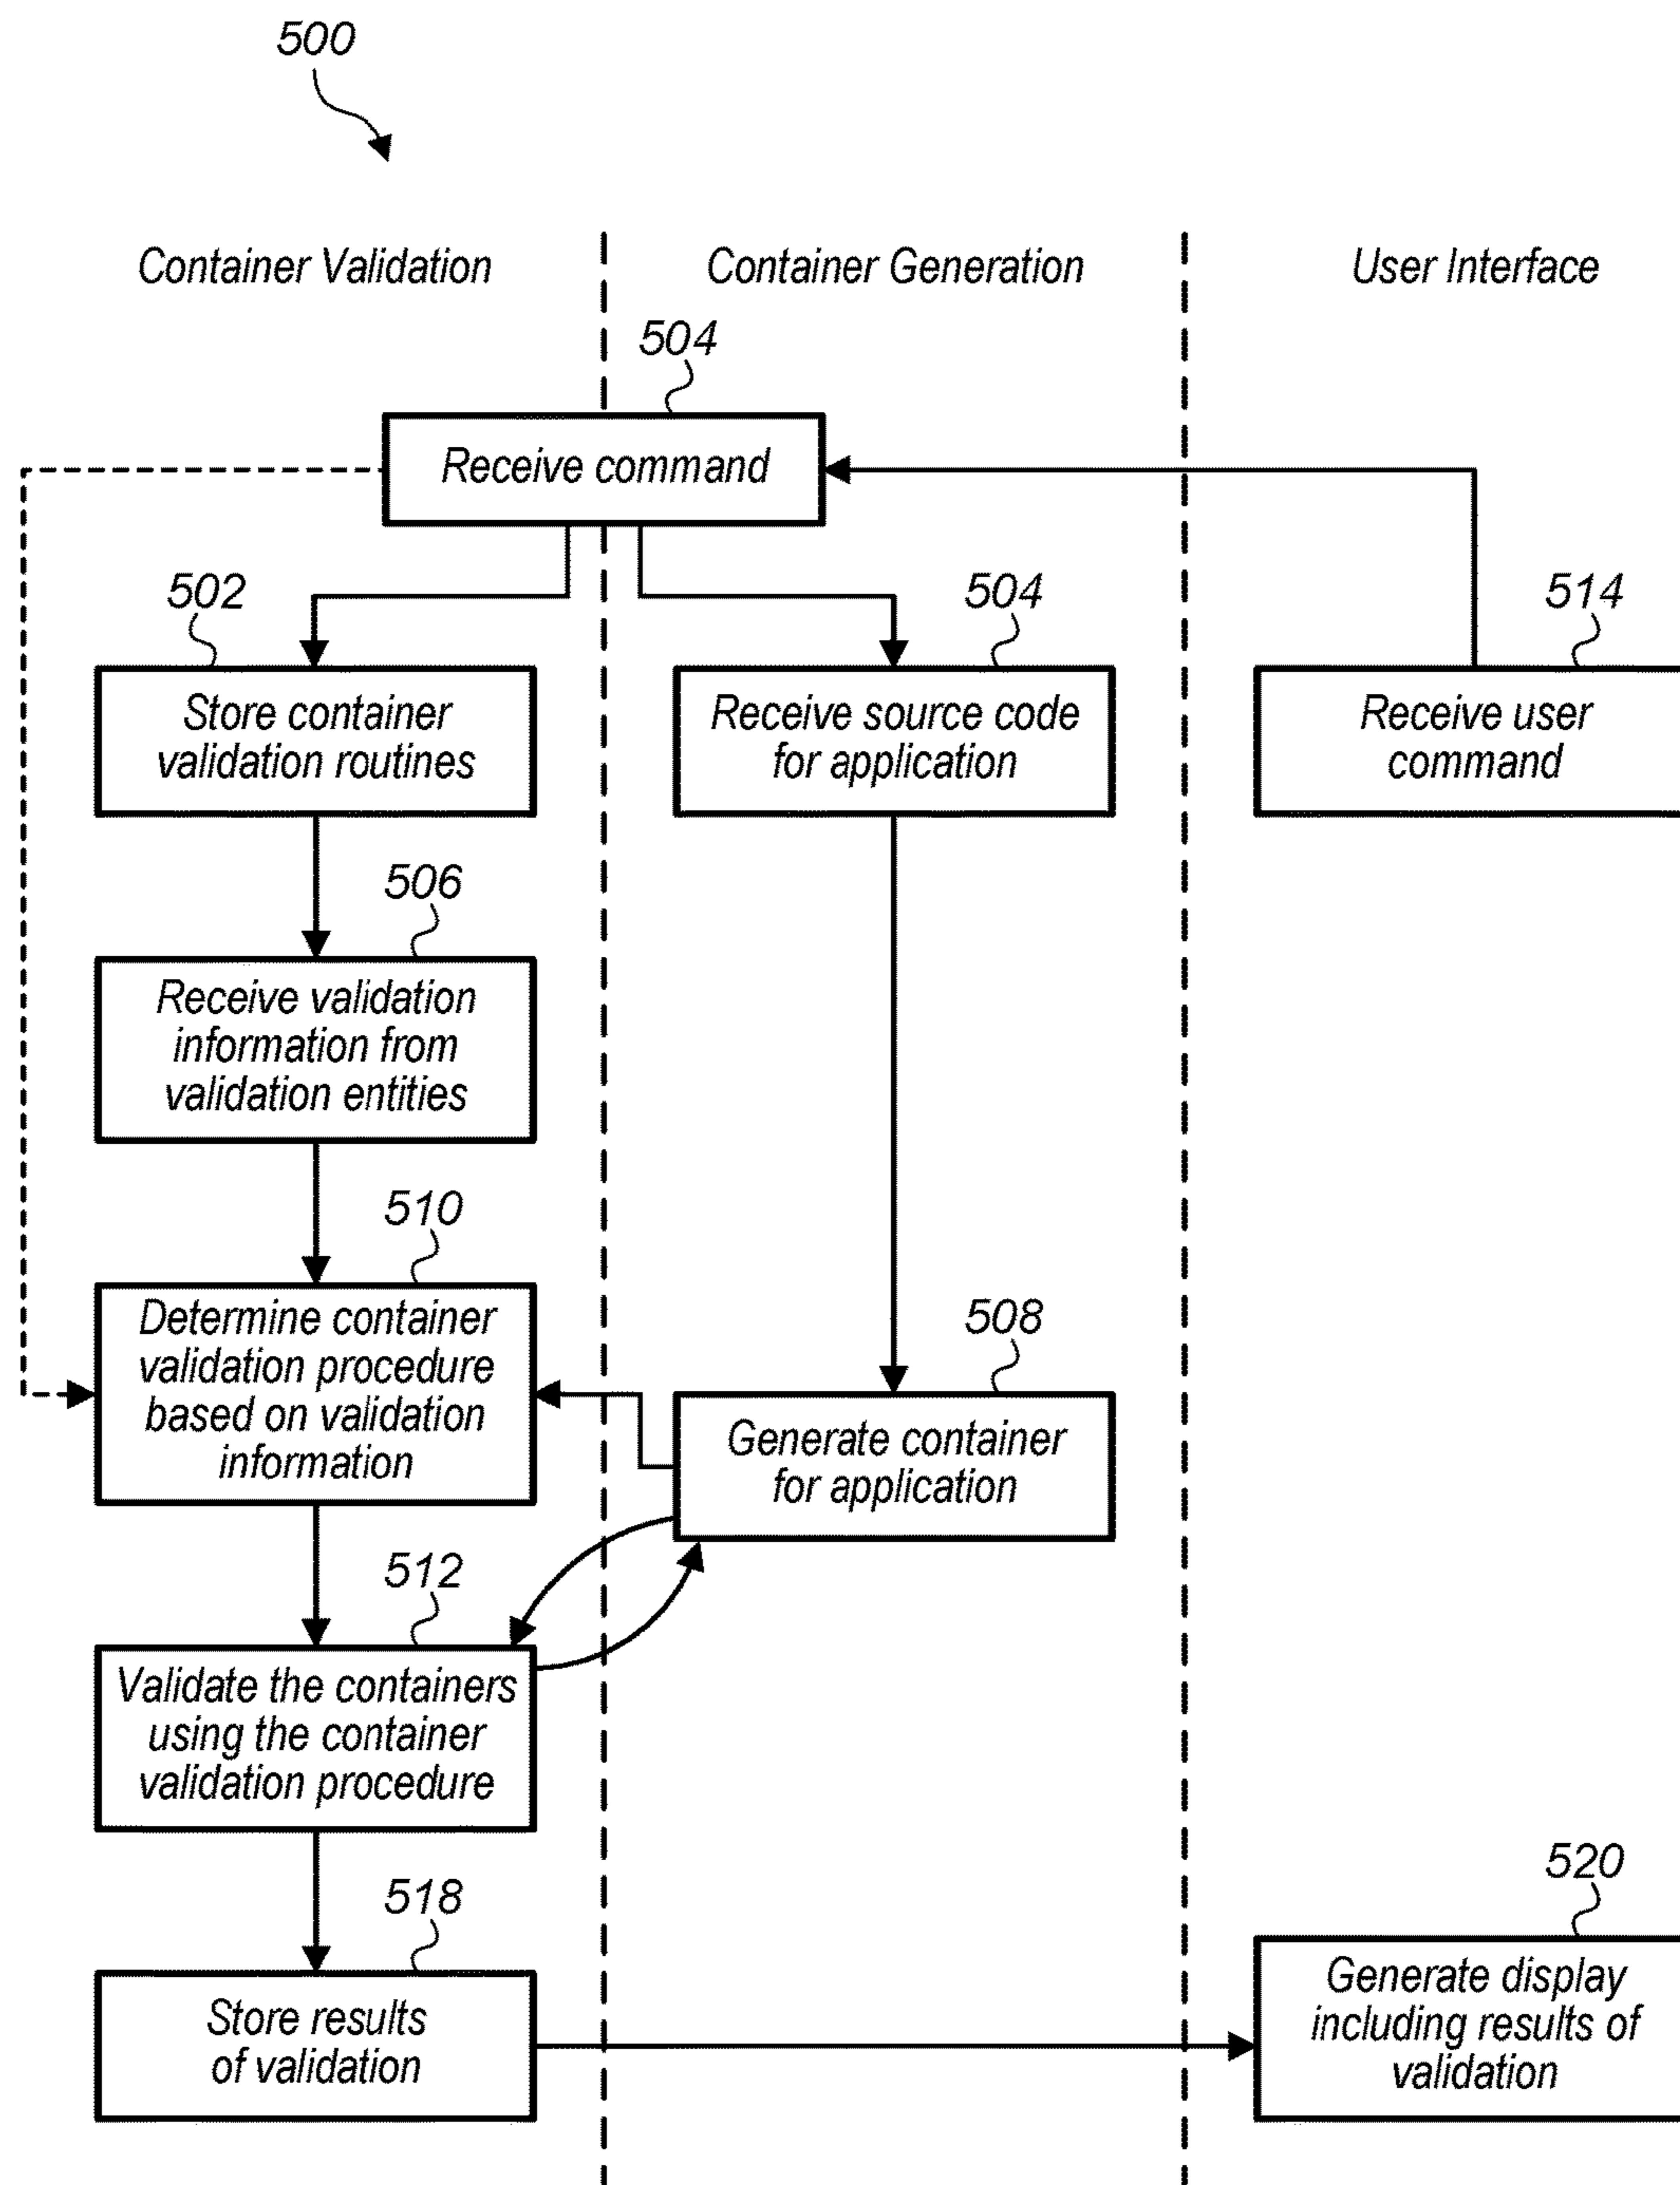 500
Container Validation
Container Generation
User Interface
504
Receive command
502
504
514
Store container
validation routines
Receive source code
for application
Receive user
command
506
Receive validation
information from
validation entities
510
Determine container
validation procedure
based on validation
information
508
Generate container
for application
512
Validate the containers
using the container
validation procedure
518
Store results
of validation
520
Generate display
including results of
validation